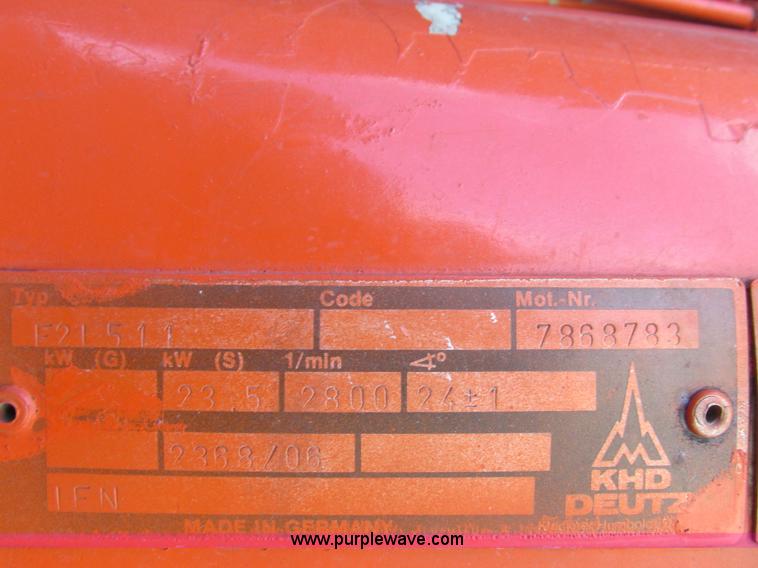 Typ Code Mot.-Nr.
F2L511 7868783
kW (G) kW (S) 1/min ∢°
23.5 2800 24±1
2368/06
IFN
KHD
DEUTZ
MADE IN GERMANY
www.purplewave.com